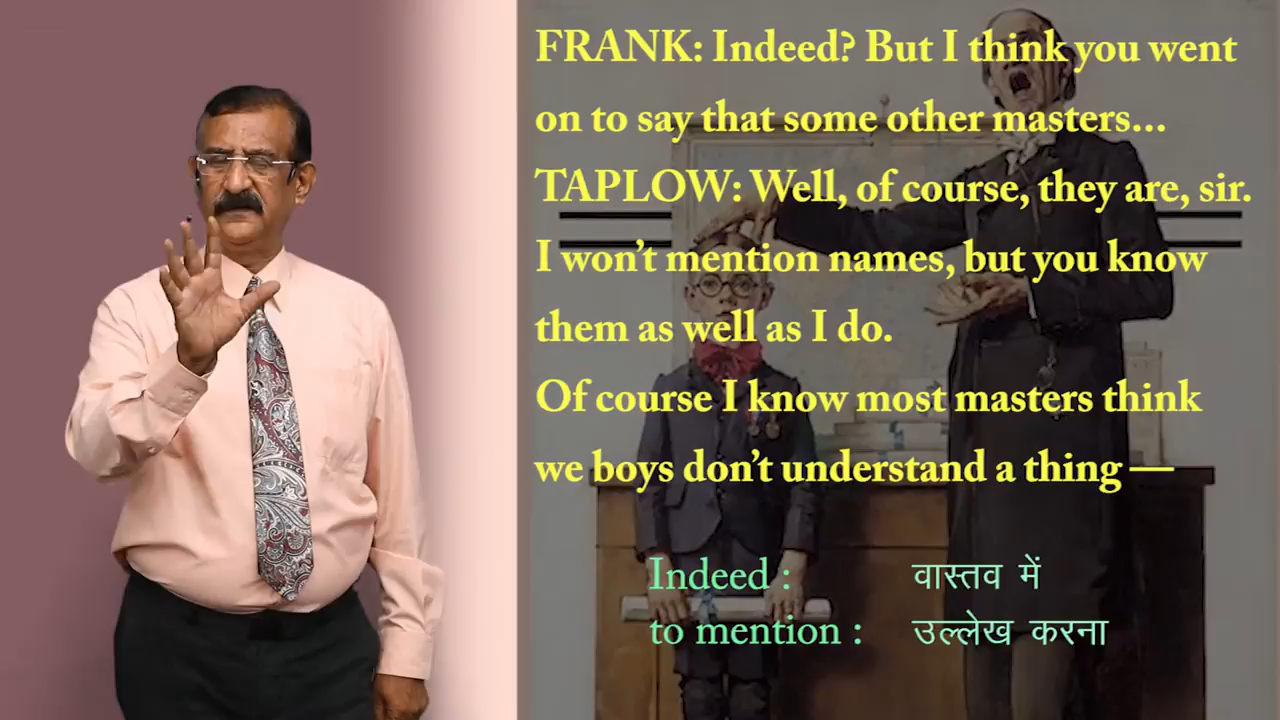 FRANK: Indeed? But I think you went
on to say that some other masters...
TAPLOW: Well, of course, they are, sir.
I won't mention names, but you know
them as well as I do.
Of course I know most masters think
we boys don't understand a thing —
Indeed : वास्तव में
to mention : उल्लेख करना